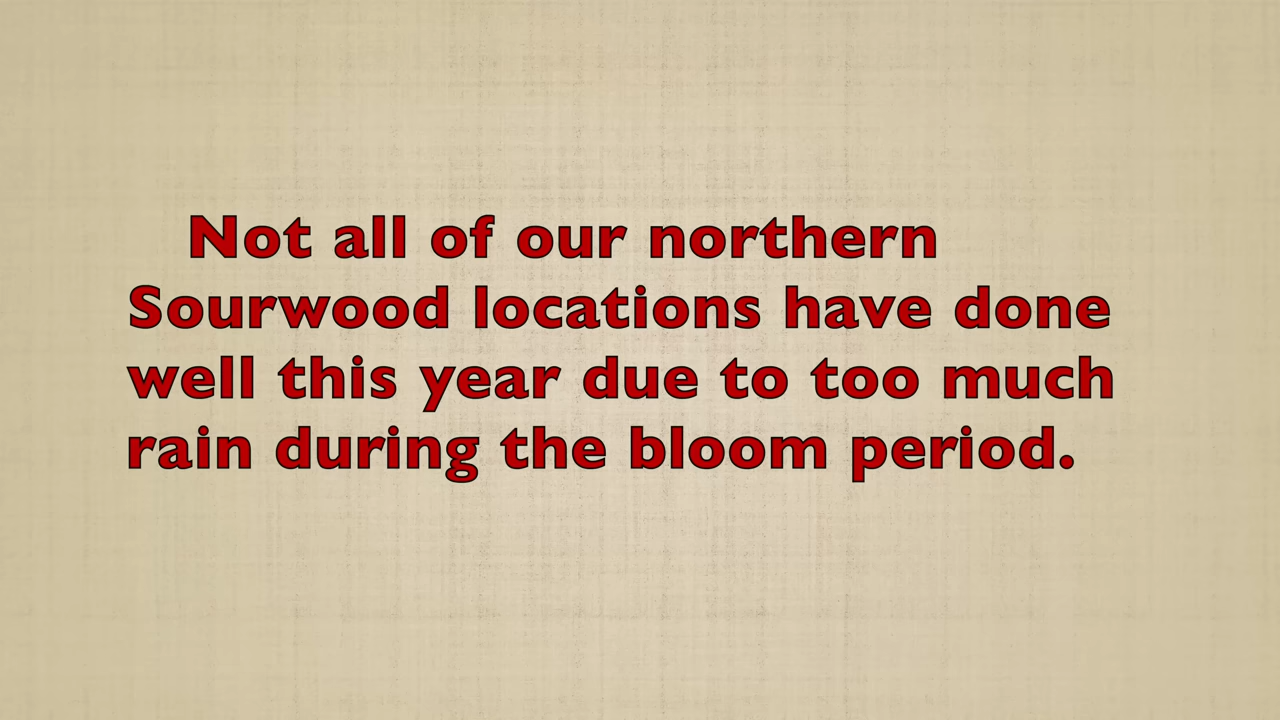 Not all of our northern
Sourwood locations have done
well this year due to too much
rain during the bloom period.